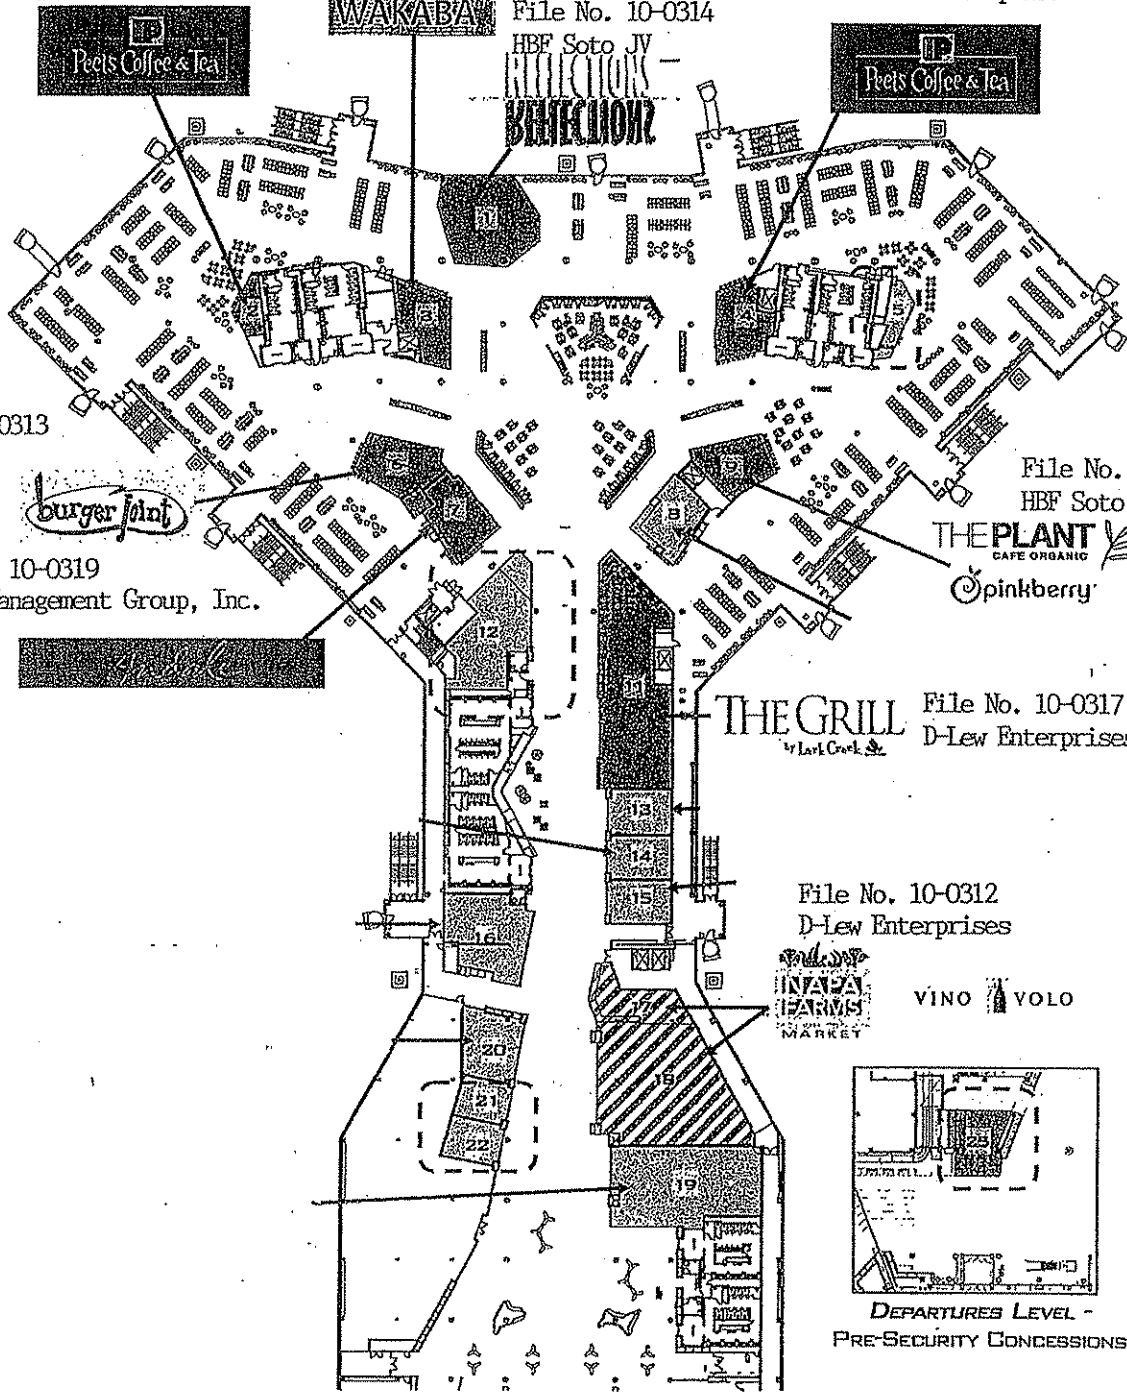 WAKABA
File No. 10-0314
HBF Soto JV
REFLECTIONS
Peets Coffee & Tea
Peets Coffee & Tea
1
2
3
4
0313
burger joint
6
7
8
9
File No.
HBF Soto
THE PLANT
CAFE ORGANIC
pinkberry
10-0319
anagement Group, Inc.
12
11
THE GRILL
by Lark Creek
File No. 10-0317
D-Lew Enterprises
13
14
15
16
File No. 10-0312
D-Lew Enterprises
NAPA
FARMS
MARKET
VINO VOLO
17
18
20
21
22
19
23
DEPARTURES LEVEL -
PRE-SECURITY CONCESSIONS